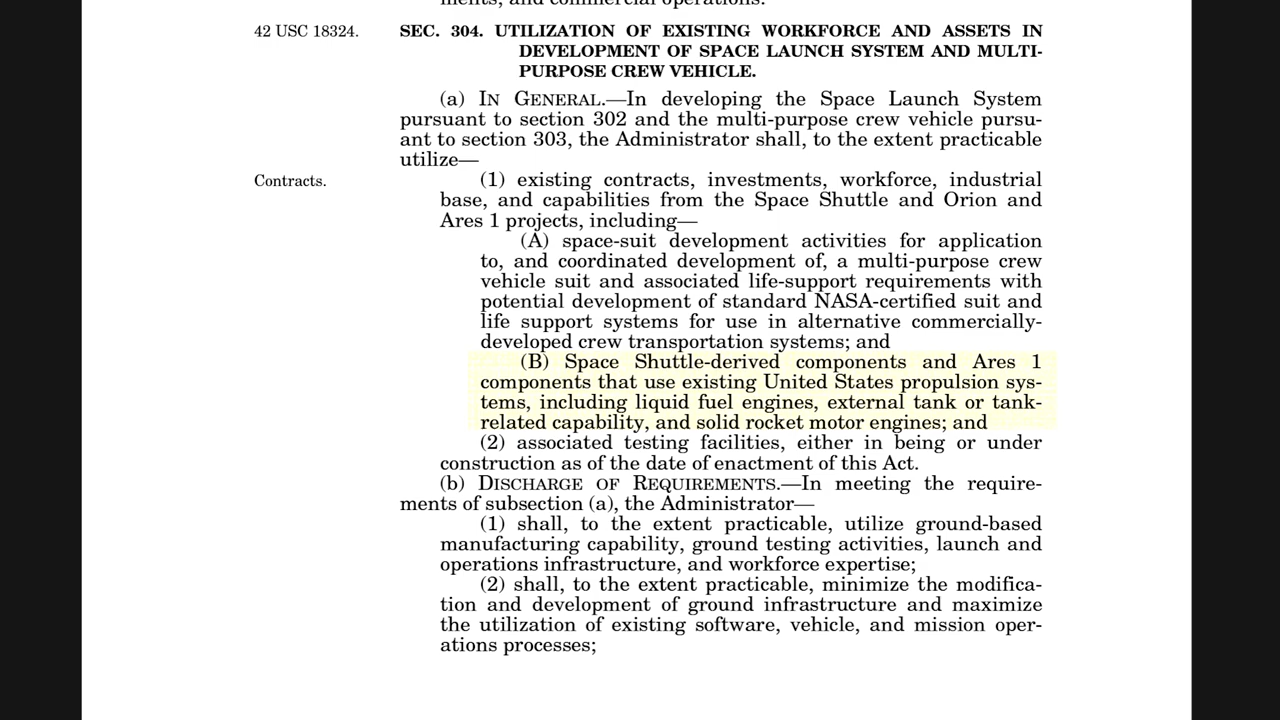 ments, and commercial operations.
42 USC 18324.
SEC. 304. UTILIZATION OF EXISTING WORKFORCE AND ASSETS IN
DEVELOPMENT OF SPACE LAUNCH SYSTEM AND MULTI-
PURPOSE CREW VEHICLE.
(a) IN GENERAL.—In developing the Space Launch System
pursuant to section 302 and the multi-purpose crew vehicle pursu-
ant to section 303, the Administrator shall, to the extent practicable
utilize—
Contracts.
(1) existing contracts, investments, workforce, industrial
base, and capabilities from the Space Shuttle and Orion and
Ares 1 projects, including—
(A) space-suit development activities for application
to, and coordinated development of, a multi-purpose crew
vehicle suit and associated life-support requirements with
potential development of standard NASA-certified suit and
life support systems for use in alternative commercially-
developed crew transportation systems; and
(B) Space Shuttle-derived components and Ares 1
components that use existing United States propulsion sys-
tems, including liquid fuel engines, external tank or tank-
related capability, and solid rocket motor engines; and
(2) associated testing facilities, either in being or under
construction as of the date of enactment of this Act.
(b) DISCHARGE OF REQUIREMENTS.—In meeting the require-
ments of subsection (a), the Administrator—
(1) shall, to the extent practicable, utilize ground-based
manufacturing capability, ground testing activities, launch and
operations infrastructure, and workforce expertise;
(2) shall, to the extent practicable, minimize the modifica-
tion and development of ground infrastructure and maximize
the utilization of existing software, vehicle, and mission oper-
ations processes;